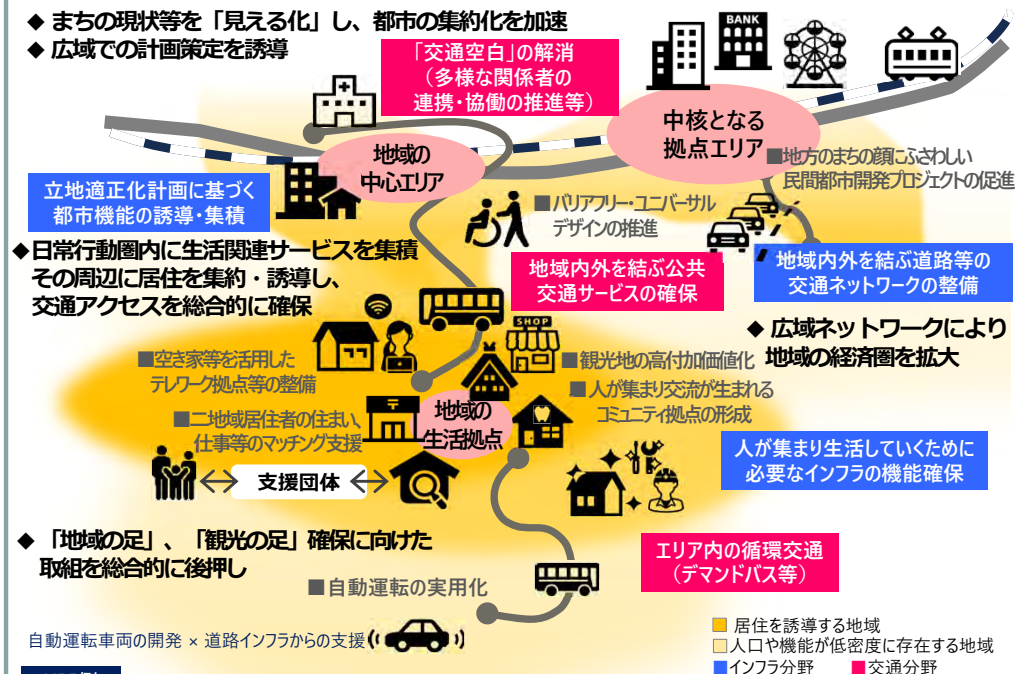 ◆ まちの現状等を「見える化」し、都市の集約化を加速
◆ 広域での計画策定を誘導
「交通空白」の解消
（多様な関係者の
連携・協働の推進等）
BANK
中核となる
拠点エリア
地域の
中心エリア
■地方のまちの顔にふさわしい
民間都市開発プロジェクトの促進
立地適正化計画に基づく
都市機能の誘導・集積
■バリアフリー・ユニバーサル
デザインの推進
◆日常行動圏内に生活関連サービスを集積
その周辺に居住を集約・誘導し、
交通アクセスを総合的に確保
地域内外を結ぶ公共
交通サービスの確保
地域内外を結ぶ道路等の
交通ネットワークの整備
◆ 広域ネットワークにより
地域の経済圏を拡大
SHOP
■空き家等を活用した
テレワーク拠点等の整備
■観光地の高付加価値化
■人が集まり交流が生まれる
コミュニティ拠点の形成
〒
地域の
生活拠点
■二地域居住者の住まい、
仕事等のマッチング支援
人が集まり生活していくために
必要なインフラの機能確保
支援団体
◆ 「地域の足」、「観光の足」確保に向けた
取組を総合的に後押し
エリア内の循環交通
（デマンドバス等）
■自動運転の実用化
自動運転車両の開発 × 道路インフラからの支援
■ 居住を誘導する地域
□人口や機能が低密度に存在する地域
■インフラ分野 ■交通分野